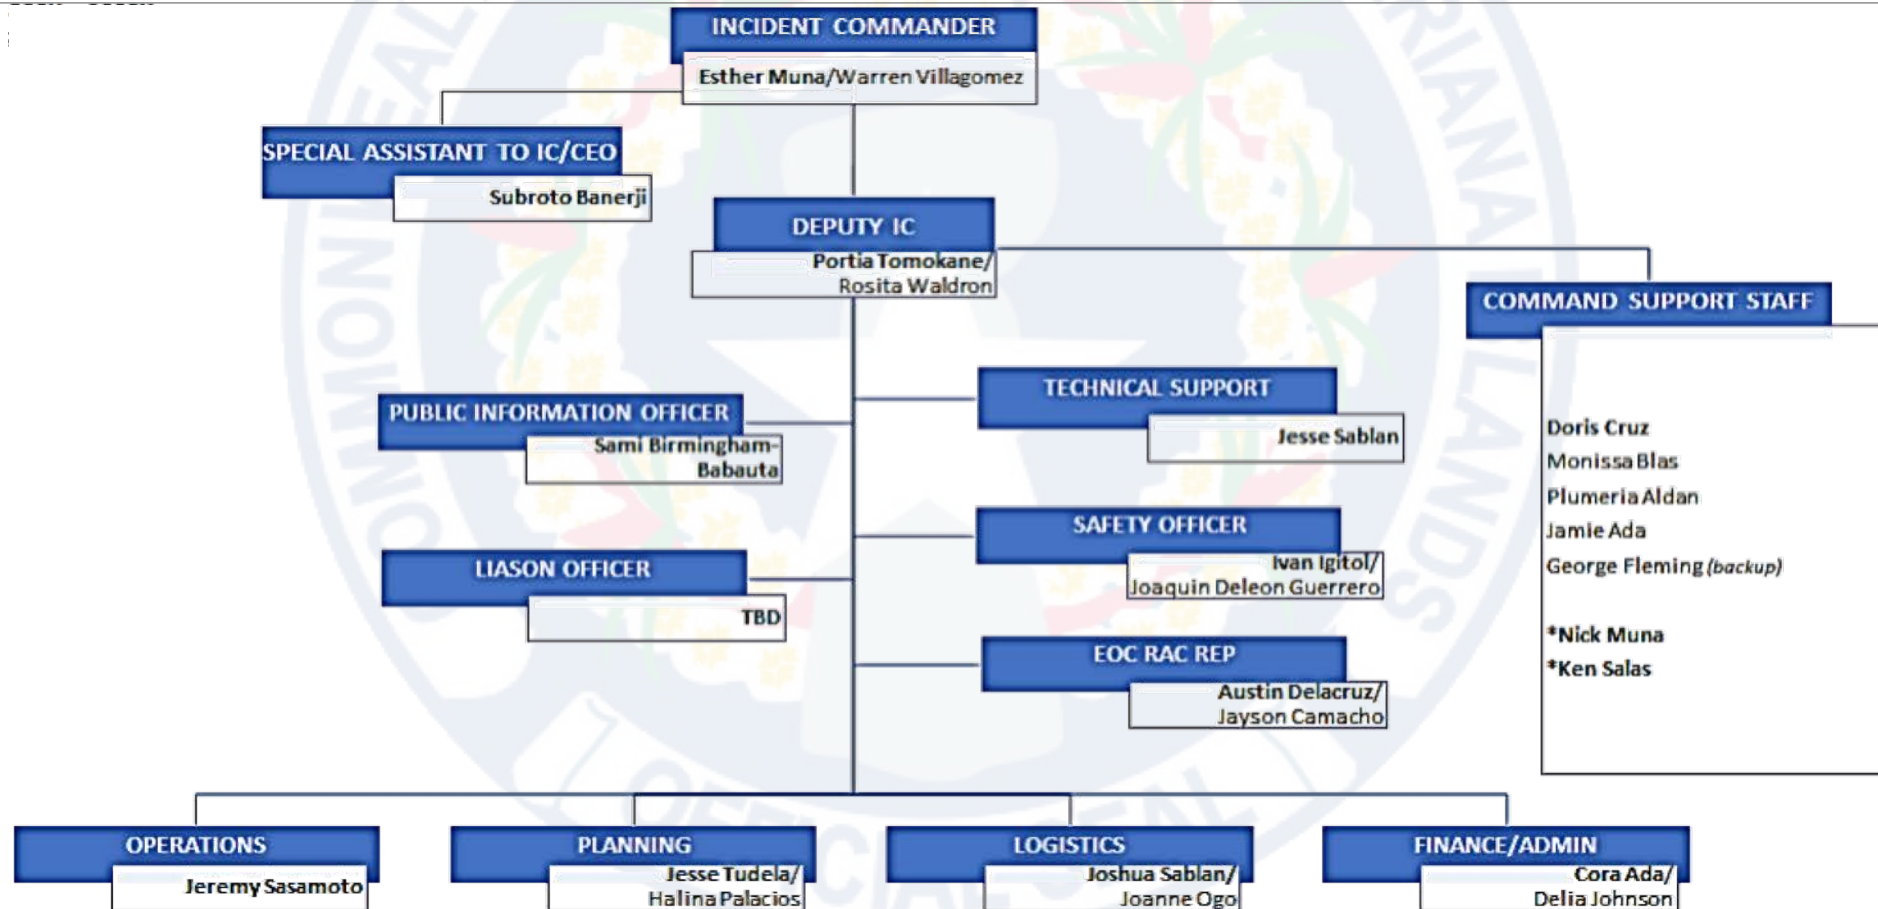 INCIDENT COMMANDER
Esther Muna/Warren Villagomez
SPECIAL ASSISTANT TO IC/CEO
Subroto Banerji
DEPUTY IC
Portia Tomokane/
Rosita Waldron
COMMAND SUPPORT STAFF
Doris Cruz
Monissa Blas
Plumeria Aldan
Jamie Ada
George Fleming (backup)
*Nick Muna
*Ken Salas
PUBLIC INFORMATION OFFICER
Sami Birmingham-
Babauta
TECHNICAL SUPPORT
Jesse Sablan
SAFETY OFFICER
Ivan Igitol/
Joaquin Deleon Guerrero
LIASON OFFICER
TBD
EOC RAC REP
Austin Delacruz/
Jayson Camacho
OPERATIONS
Jeremy Sasamoto
PLANNING
Jesse Tudela/
Halina Palacios
LOGISTICS
Joshua Sablan/
Joanne Ogo
FINANCE/ADMIN
Cora Ada/
Delia Johnson
OFFICIAL SEAL